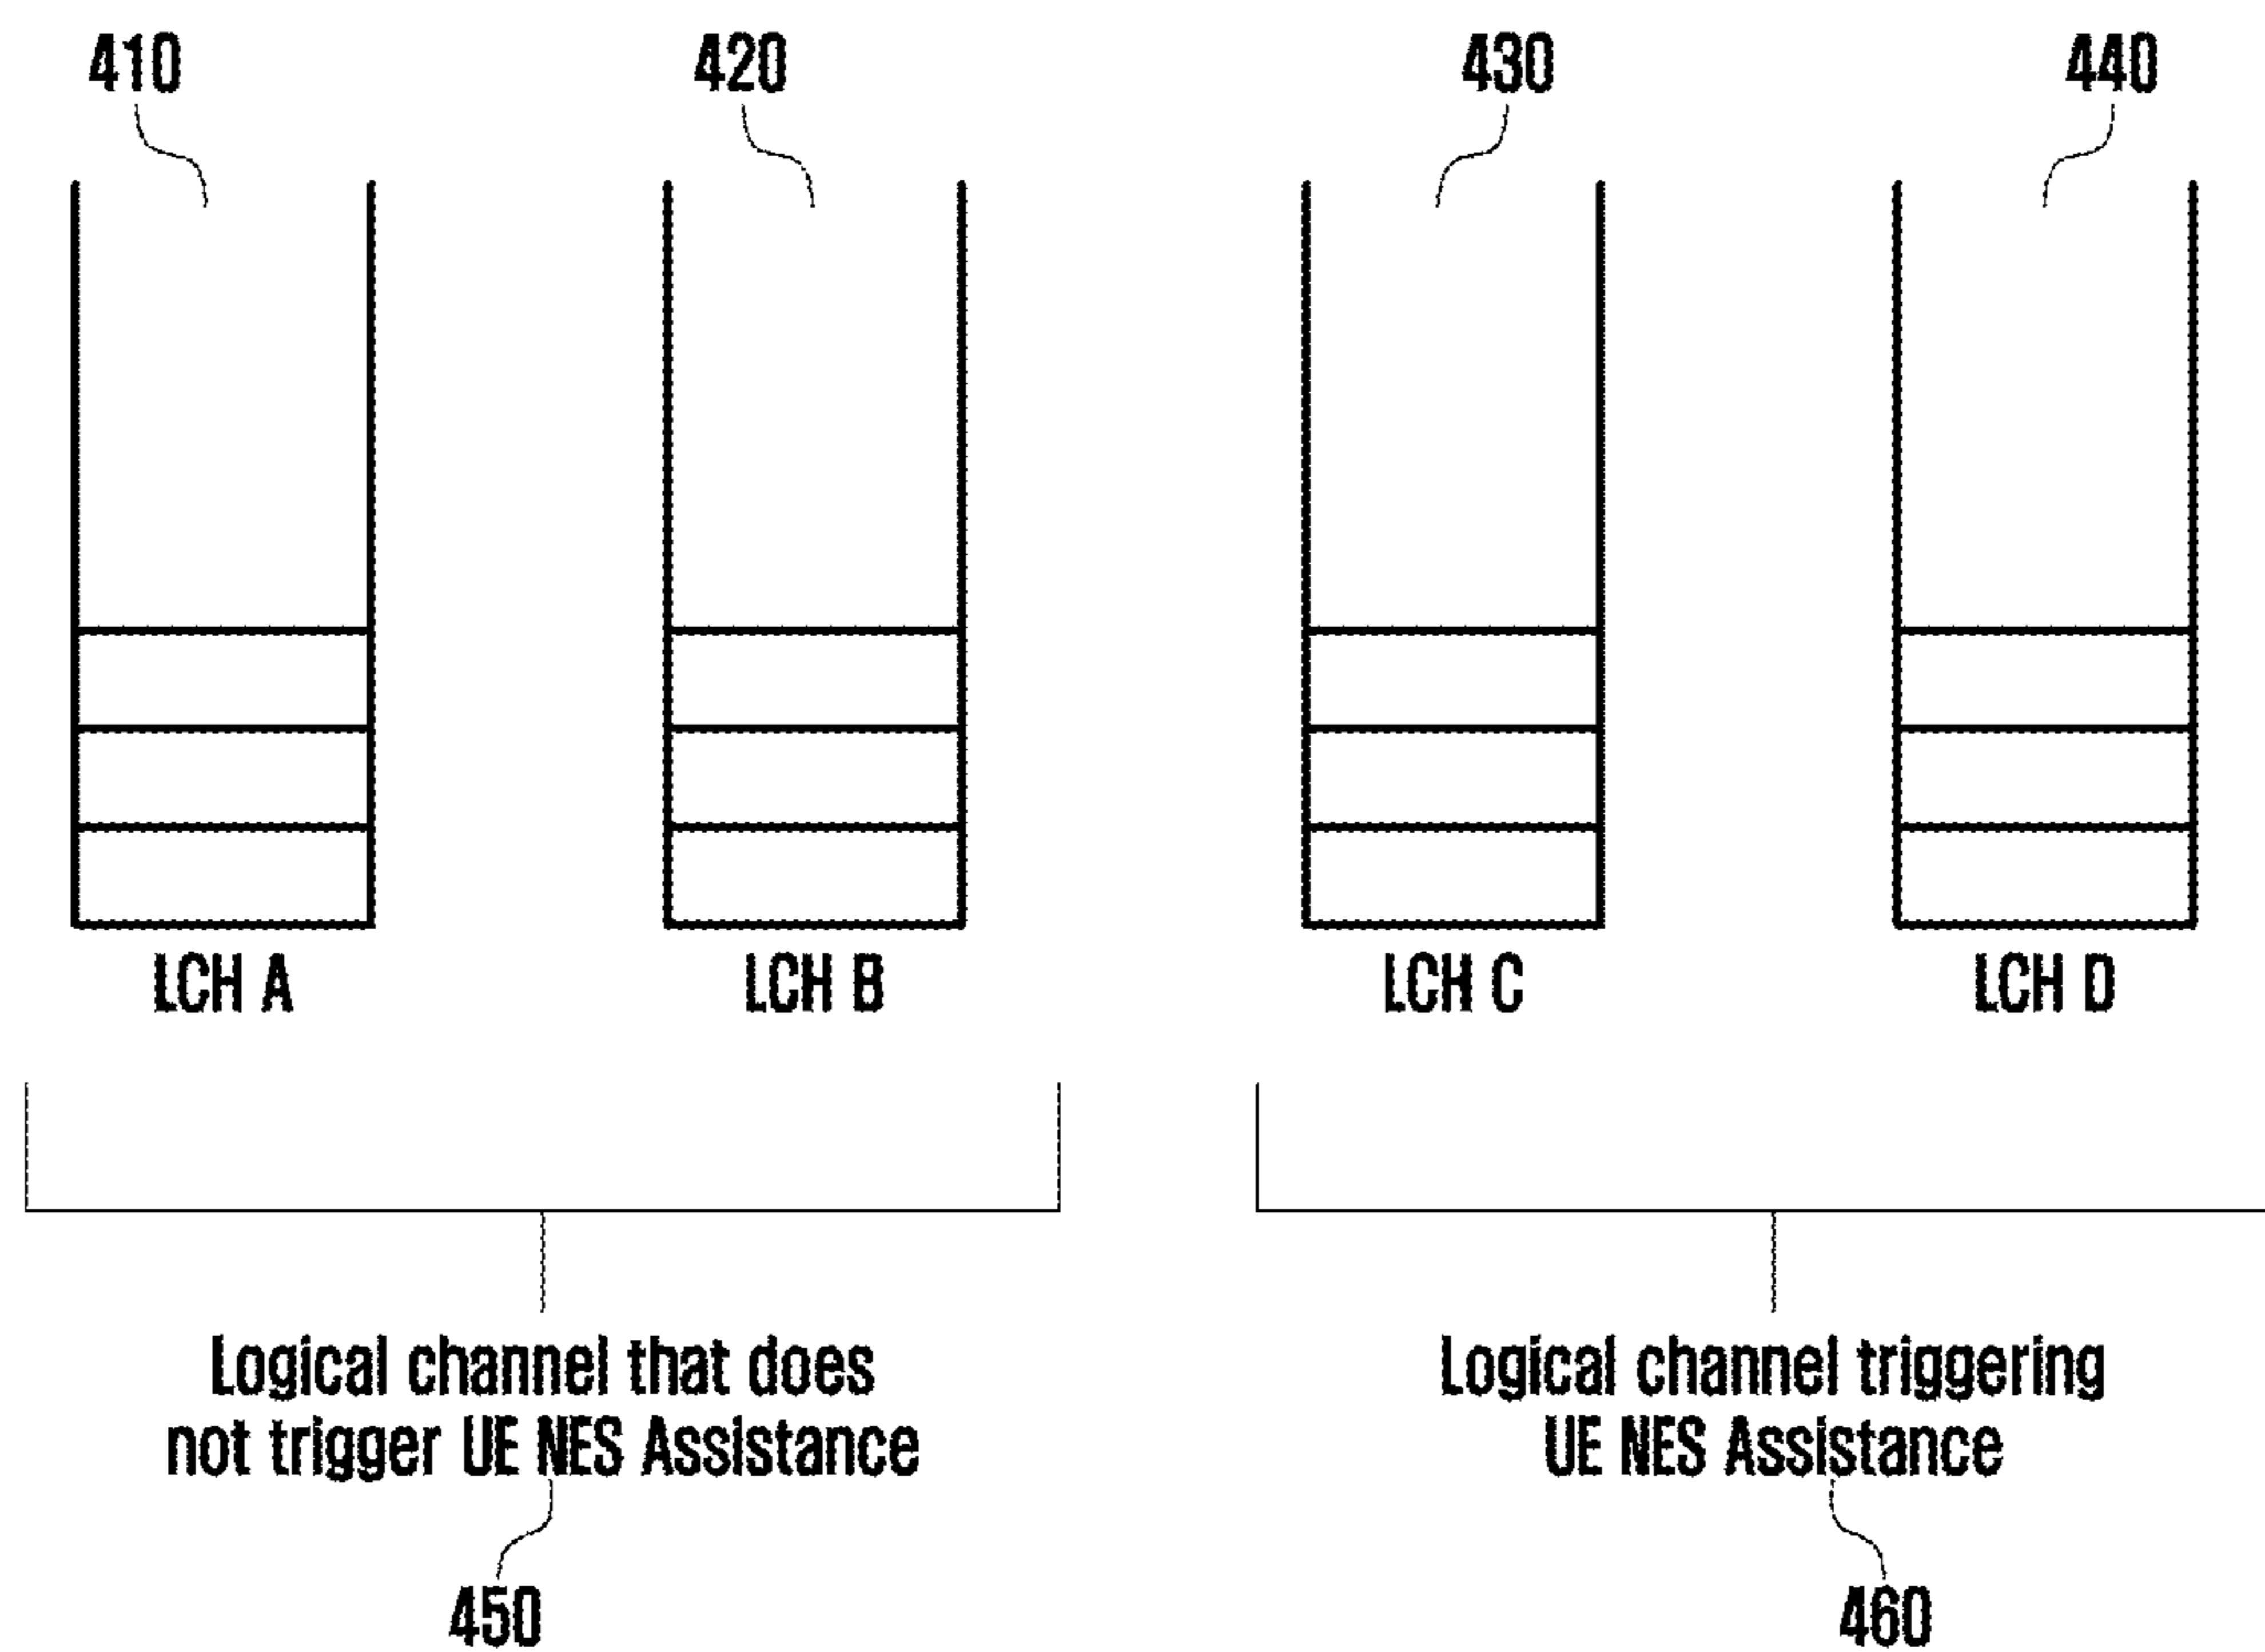 410
420
430
440
LCH A
LCH B
LCH C
LCH D
Logical channel that does
not trigger UE NES Assistance
450
Logical channel triggering
UE NES Assistance
460